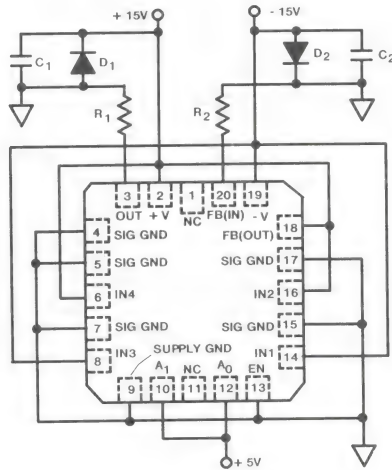 + 15V
- 15V
C1
D1
D2
C2
R1
R2
3
2
1
20
19
OUT
+ V
NC
FB(IN)
-V
4
SIG GND
FB(OUT)
18
5
SIG GND
SIG GND
17
6
IN4
IN2
16
7
SIG GND
SIG GND
15
8
IN3
SUPPLY GND
IN1
14
A1
NC
A0
EN
9
10
11
12
13
+ 5V